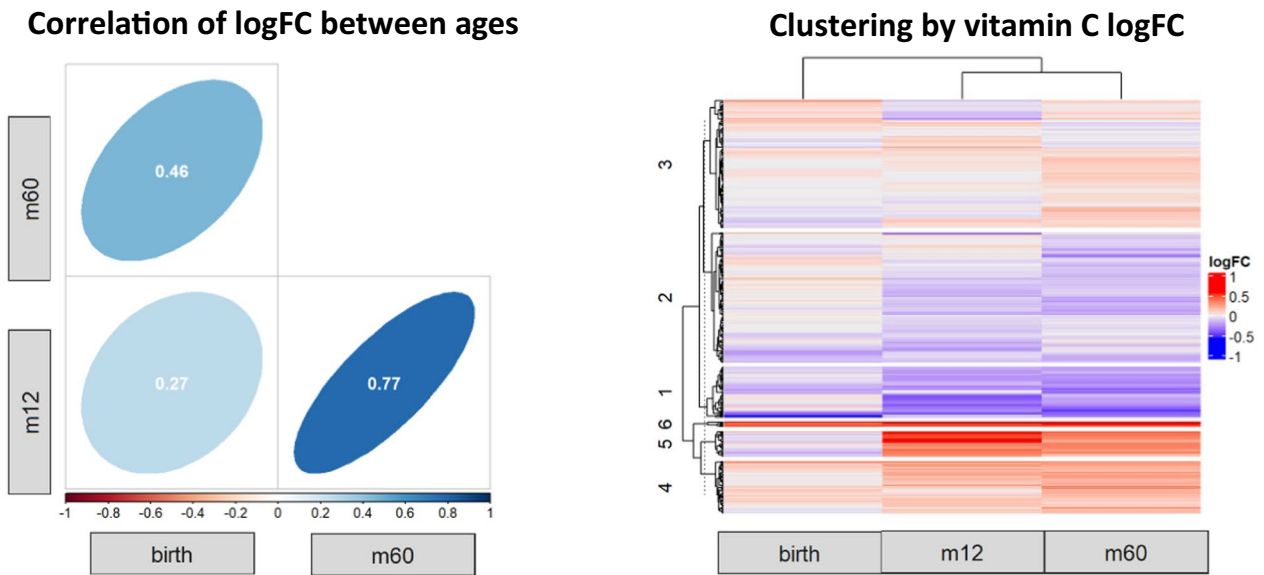 Correlation of logFC between ages
m60
0.46
m12
0.27
0.77
-1 -0.8 -0.6 -0.4 -0.2 0 0.2 0.4 0.6 0.8 1
birth m60
Clustering by vitamin C logFC
3
2
1
6
5
4
logFC
1
0.5
0
-0.5
-1
birth m12 m60